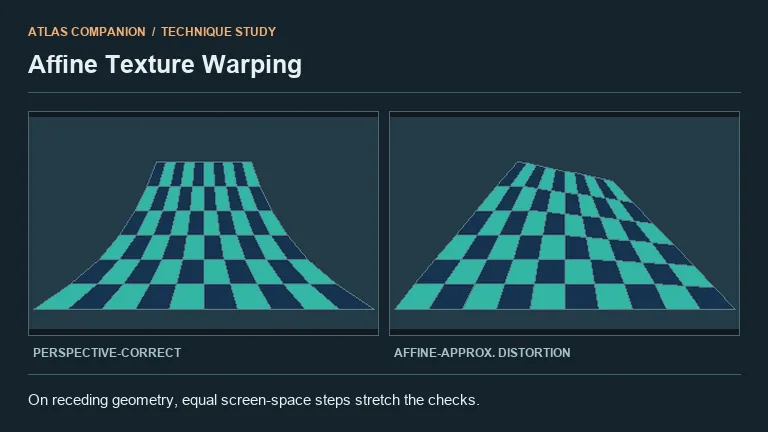 ATLAS COMPANION / TECHNIQUE STUDY
Affine Texture Warping
PERSPECTIVE-CORRECT
AFFINE-APPROX. DISTORTION
On receding geometry, equal screen-space steps stretch the checks.